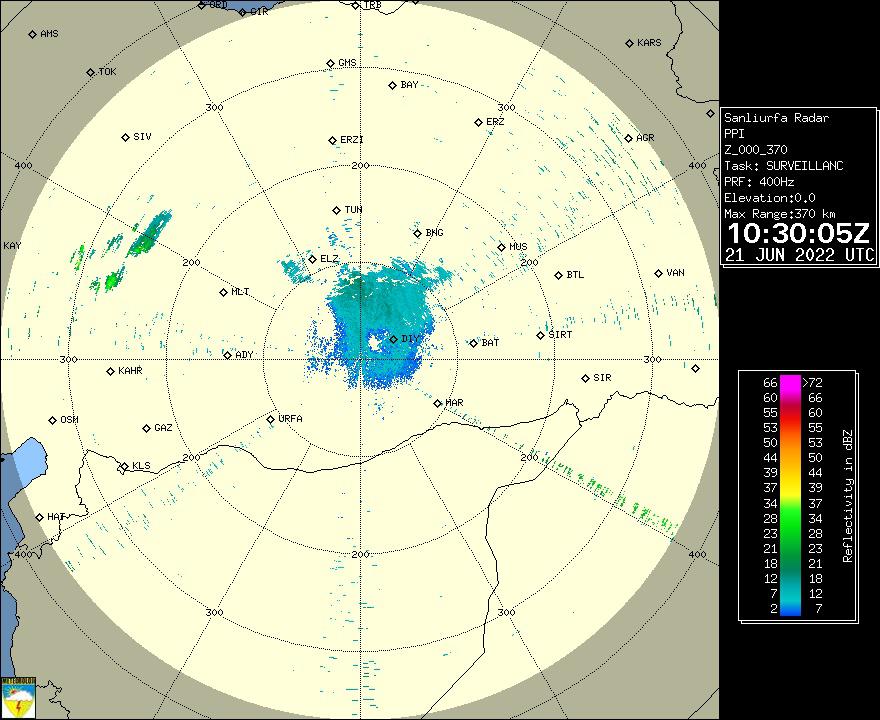 ORD
GIR
TRB
AMS
KARS
GMS
TOK
BAY
300
300
ERZ
SIV
ERZI
AGR
400
200
400
TUN
BNG
KAY
MUS
ELZ
200
200
BTL
VAN
MLT
DIY
SIRT
BAT
ADY
300
300
KAHR
SIR
MAR
OSM
URFA
GAZ
200
200
KLS
HAT
400
200
400
300
300
Sanliurfa Radar
PPI
Z_000_370
Task: SURVEILLANC
PRF: 400Hz
Elevation:0.0
Max Range:370 km
10:30:05Z
21 JUN 2022 UTC
66 >72
60 66
55 60
53 55
50 53
44 50
39 44
37 39
34 37
28 34
23 28
21 23
18 21
12 18
7 12
2 7
Reflectivity in dBZ